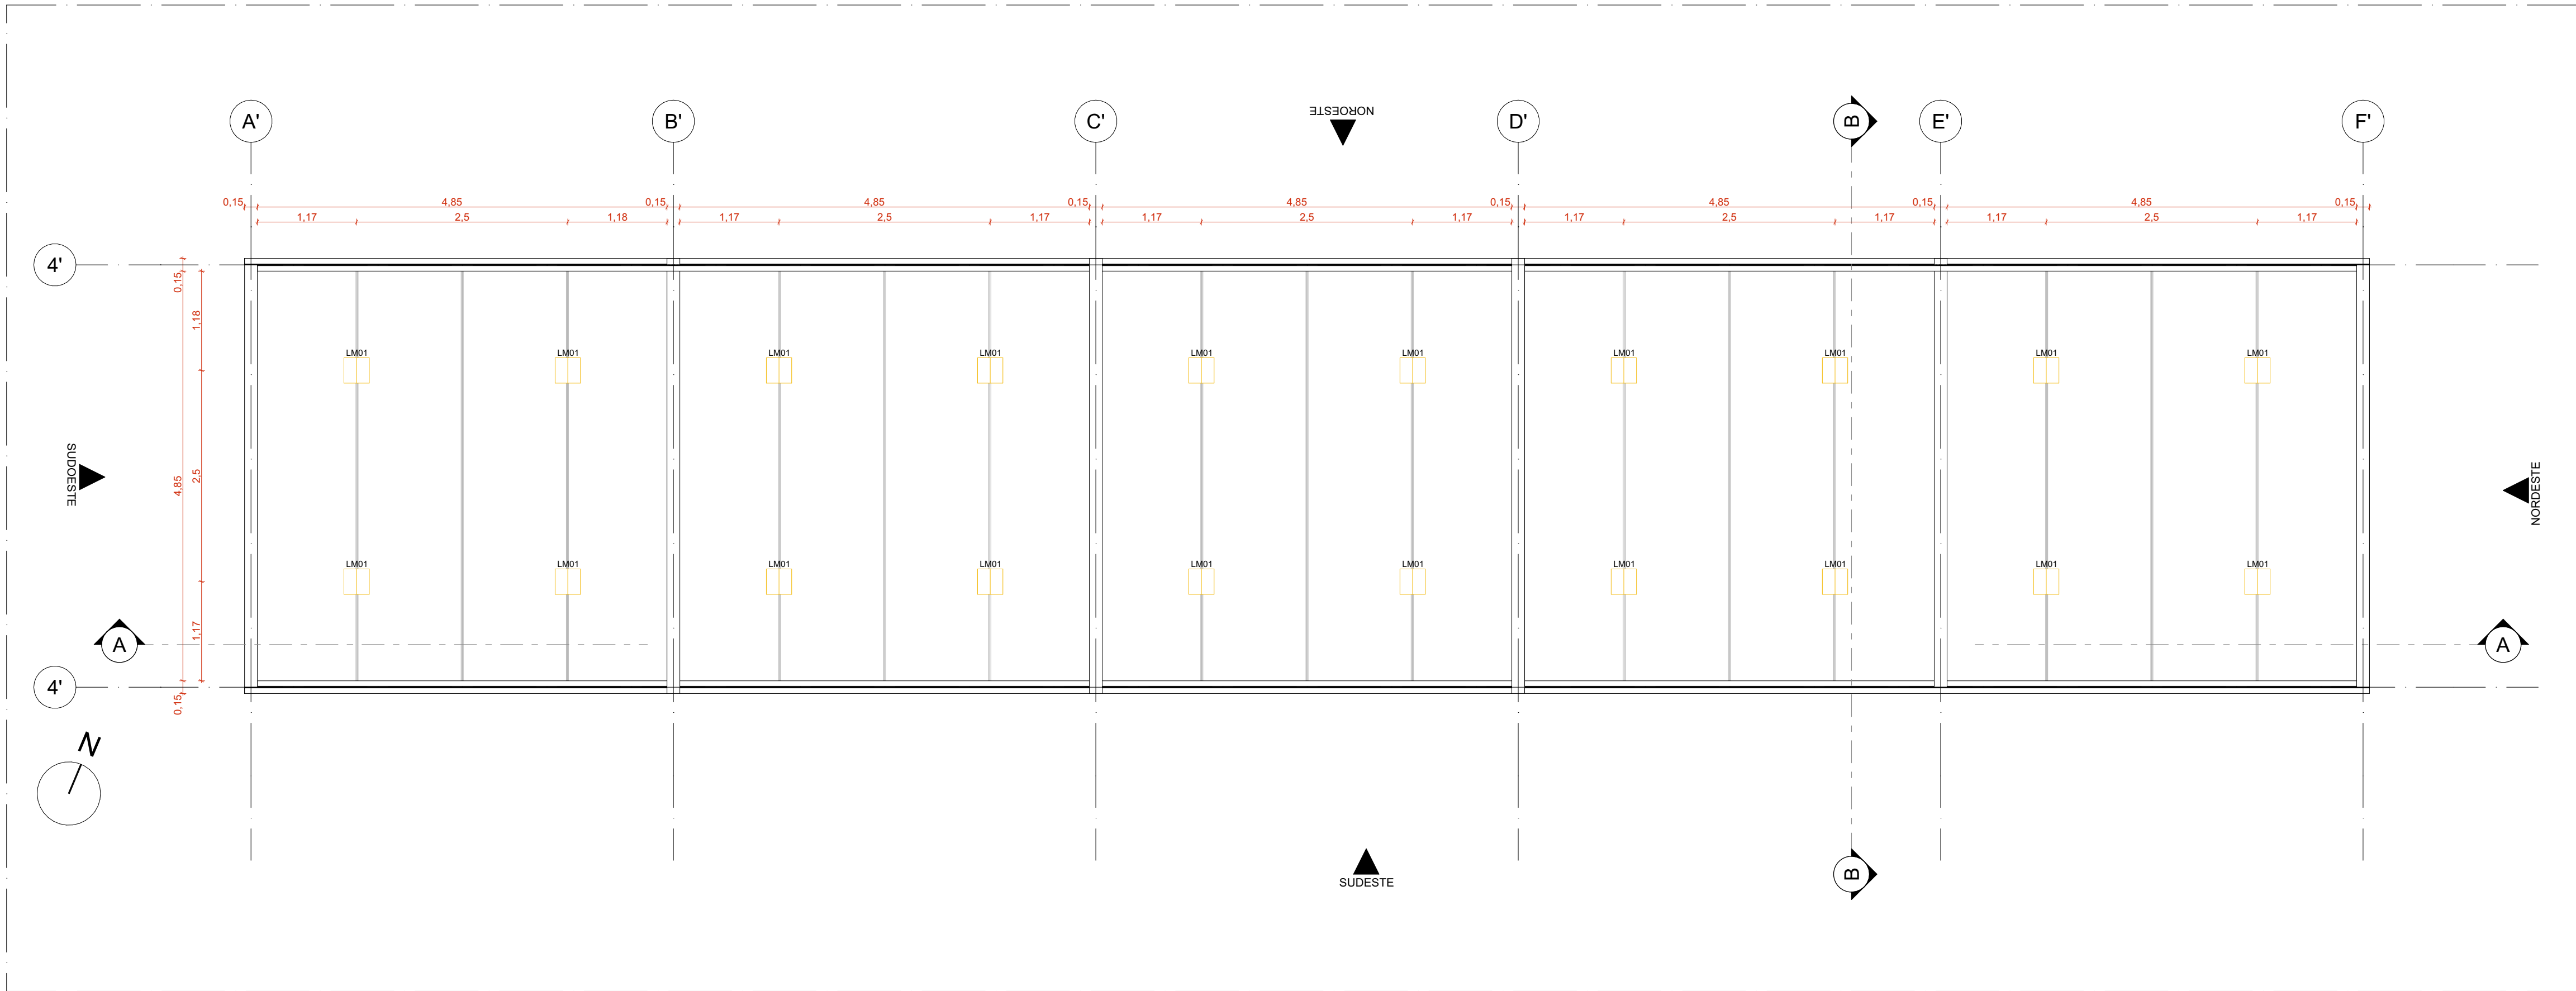 NOROESTE
A' B' C' D' B E' F'
0,15 4,85 0,15 4,85 0,15 4,85 0,15 4,85 0,15 4,85 0,15
1,17 2,5 1,18 1,17 2,5 1,17 1,17 2,5 1,17 1,17 2,5 1,17 1,17 2,5 1,17
4'
0,15
1,18
LM01 LM01 LM01 LM01 LM01 LM01 LM01 LM01 LM01 LM01
SUDOESTE
4,85
2,5
NORDESTE
LM01 LM01 LM01 LM01 LM01 LM01 LM01 LM01 LM01 LM01
1,17
A A
4'
0,15
N
SUDESTE
B